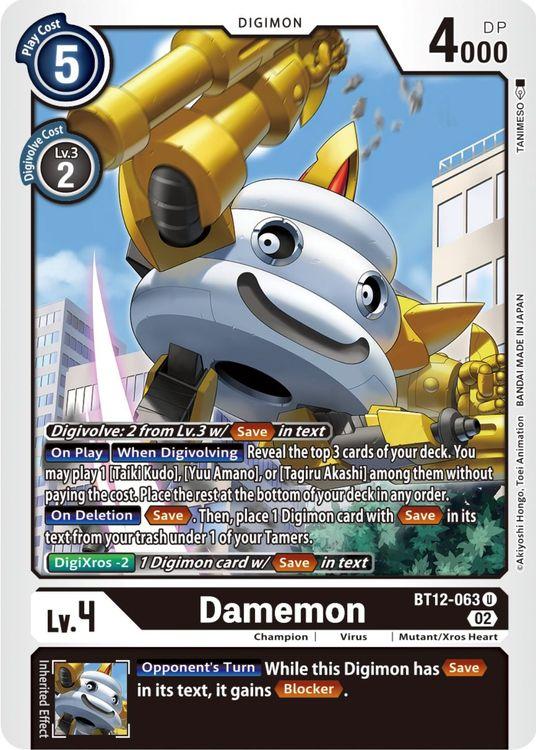 DIGIMON
Play Cost
5
DP
4000
Digivolve Cost
Lv.3
2
TANIMESO
BANDAI MADE IN JAPAN
©Akiyoshi Hongo, Toei Animation
Digivolve: 2 from Lv.3 w/ Save in text
On Play When Digivolving Reveal the top 3 cards of your deck. You
may play 1 [Taiki Kudo], [Yuu Amano], or [Tagiru Akashi] among them without
paying the cost. Place the rest at the bottom of your deck in any order.
On Deletion Save. Then, place 1 Digimon card with Save in its
text from your trash under 1 of your Tamers.
DigiXros -2 1 Digimon card w/ Save in text
Lv.4
Damemon
BT12-063 U
02
Champion | Virus | Mutant/Xros Heart
Inherited Effect
Opponent's Turn While this Digimon has Save
in its text, it gains Blocker.